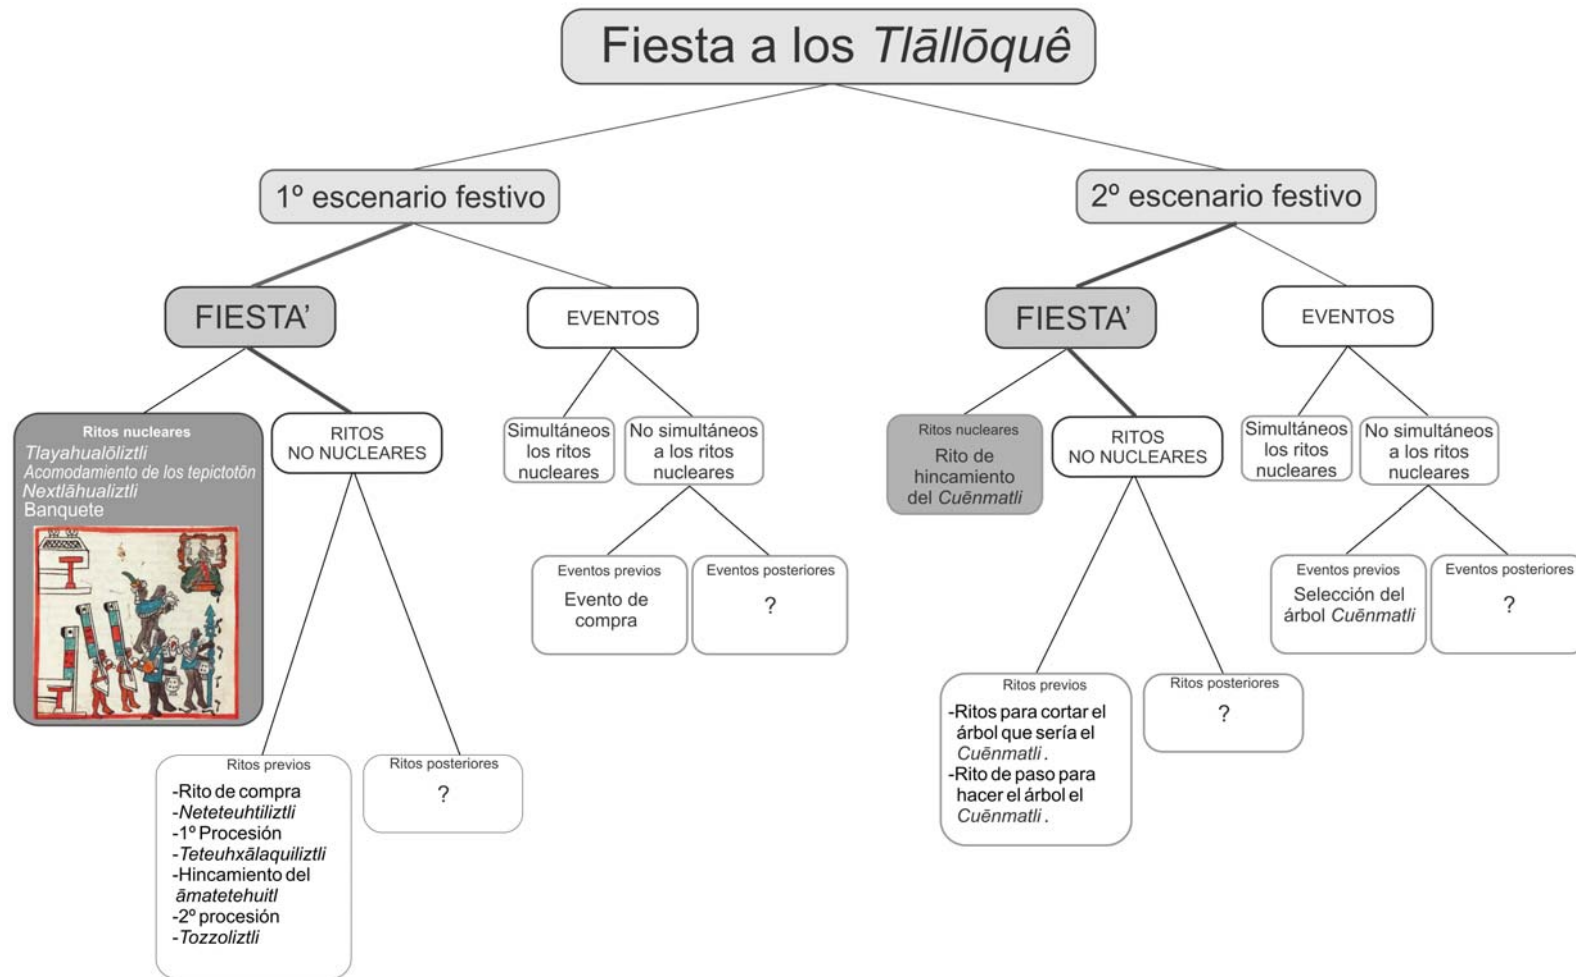 Fiesta a los Tlāllōquê
1º escenario festivo
2º escenario festivo
FIESTA’
EVENTOS
FIESTA’
EVENTOS
Ritos nucleares
Tlayahualōliztli
Acomodamiento de los tepictotōn
Nextlāhualiztli
Banquete
RITOS
NO NUCLEARES
Simultáneos
los ritos
nucleares
No simultáneos
a los ritos
nucleares
Ritos nucleares
Rito de
hincamiento
del Cuēnmatli
RITOS
NO NUCLEARES
Simultáneos
los ritos
nucleares
No simultáneos
a los ritos
nucleares
Eventos previos
Evento de
compra
Eventos posteriores
?
Eventos previos
Selección del
árbol Cuēnmatli
Eventos posteriores
?
Ritos previos
-Ritos para cortar el
árbol que sería el
Cuēnmatli .
-Rito de paso para
hacer el árbol el
Cuēnmatli .
Ritos posteriores
?
Ritos previos
-Rito de compra
-Neteteuhtiliztli
-1º Procesión
-Teteuhxālaquiliztli
-Hincamiento del
āmatetehuitl
-2º procesión
-Tozzoliztli
Ritos posteriores
?